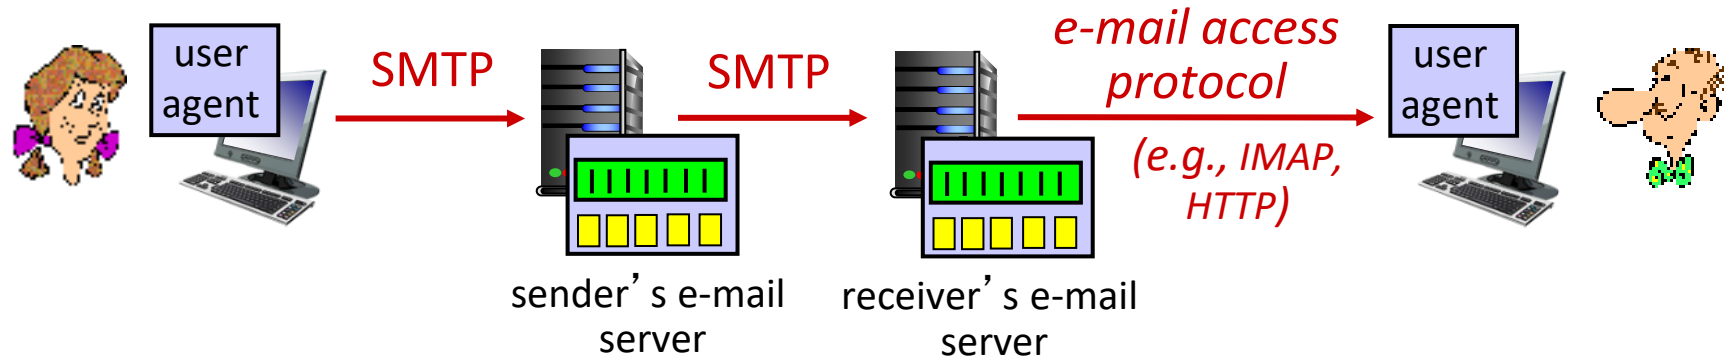 user
agent
SMTP
SMTP
e-mail access
protocol
(e.g., IMAP,
HTTP)
user
agent
sender’s e-mail
server
receiver’s e-mail
server